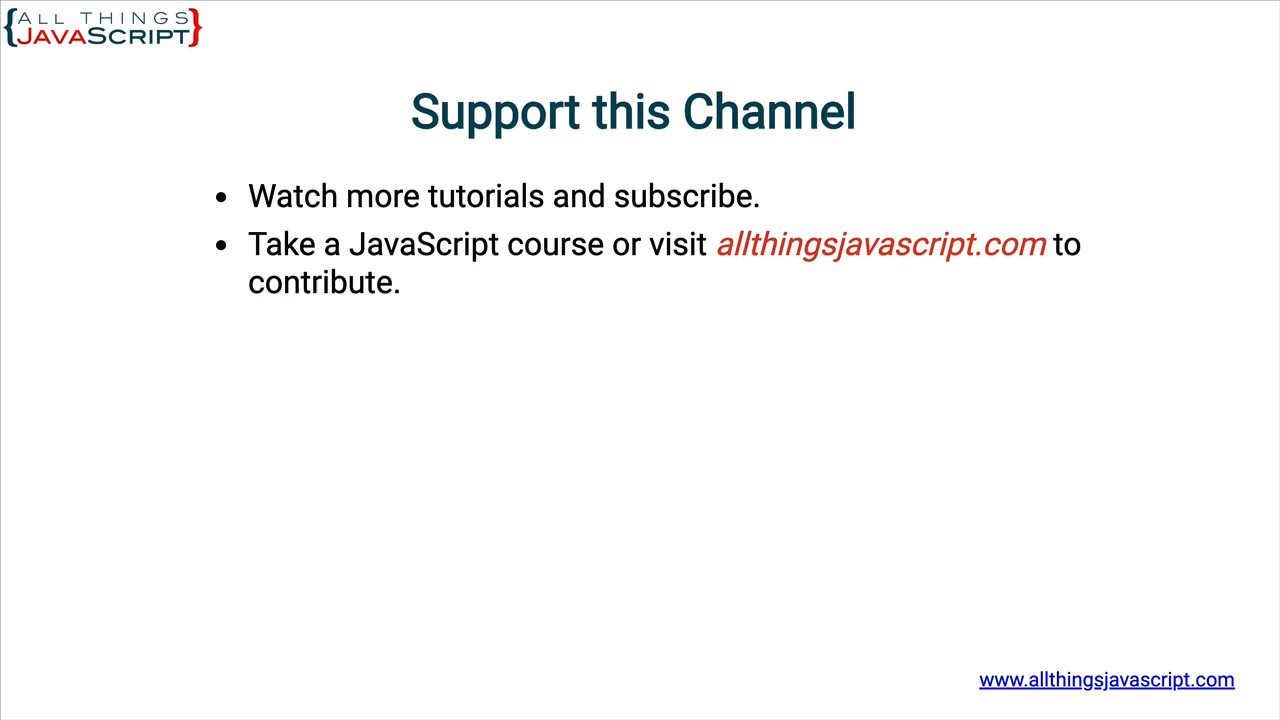 {ALL THINGS
JAVASCRIPT}
Support this Channel
• Watch more tutorials and subscribe.
• Take a JavaScript course or visit allthingsjavascript.com to
contribute.
www.allthingsjavascript.com